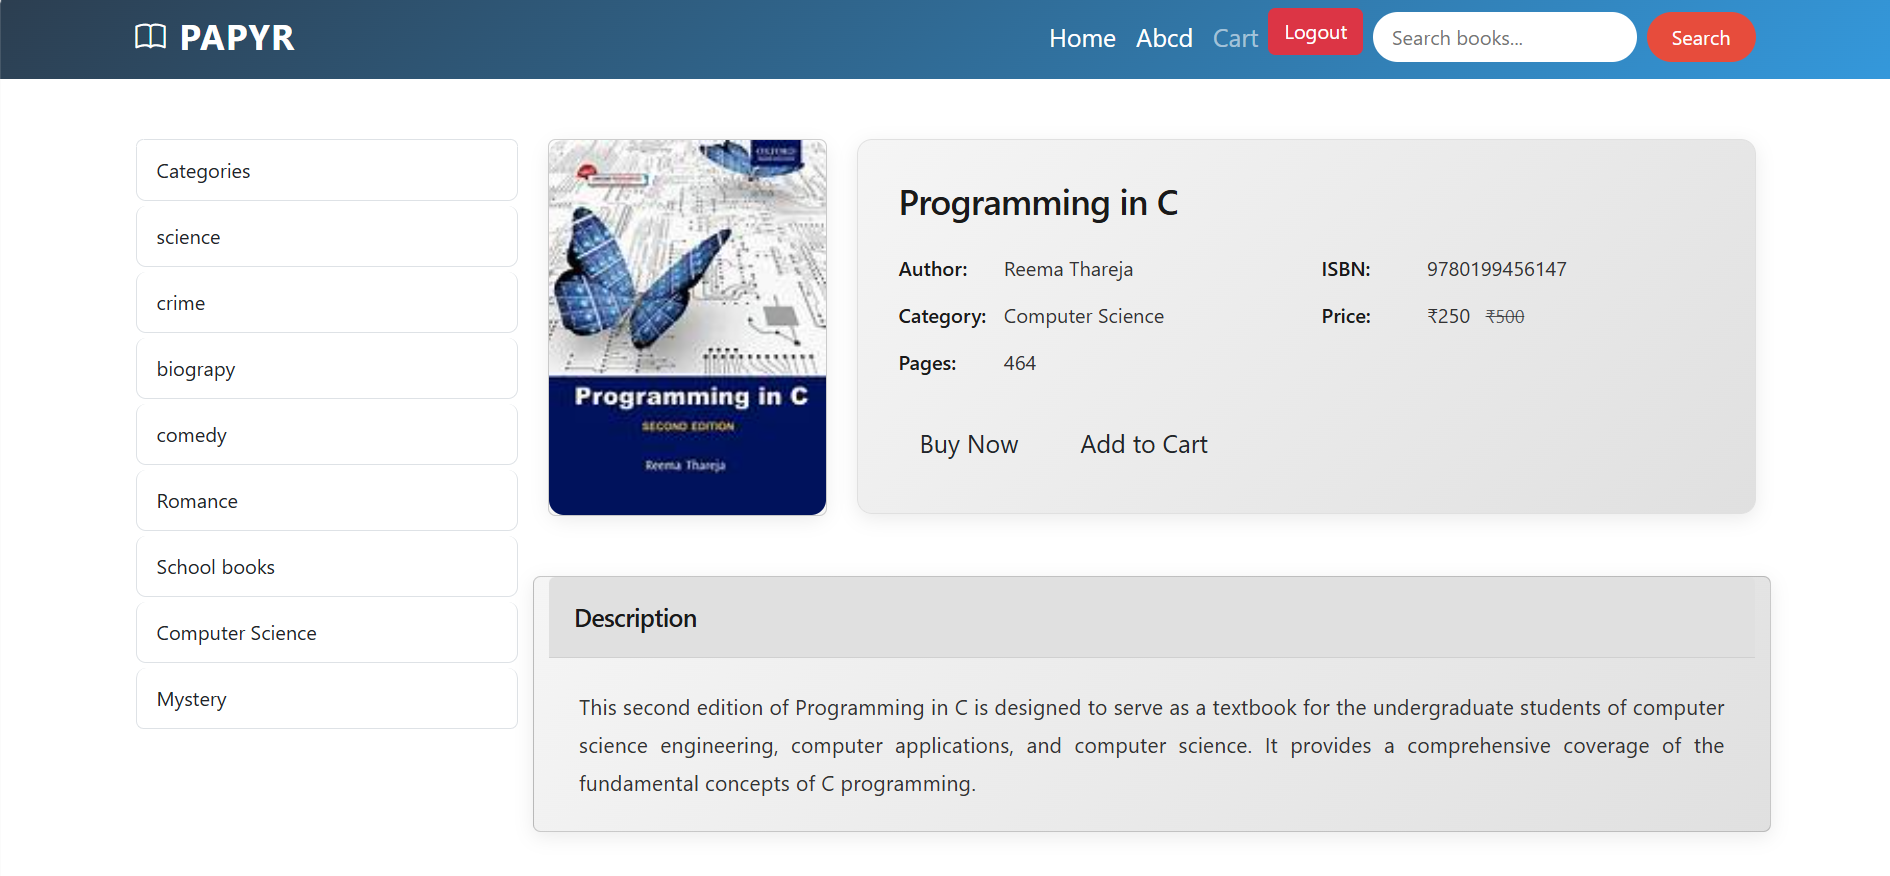 PAPYR
Home Abcd Cart Logout Search books... Search
Categories
science
crime
biograpy
comedy
Romance
School books
Computer Science
Mystery
OXFORD
Programming in C
SECOND EDITION
Reema Thareja
Programming in C
Author: Reema Thareja ISBN: 9780199456147
Category: Computer Science Price: ₹250 ₹500
Pages: 464
Buy Now Add to Cart
Description
This second edition of Programming in C is designed to serve as a textbook for the undergraduate students of computer
science engineering, computer applications, and computer science. It provides a comprehensive coverage of the
fundamental concepts of C programming.